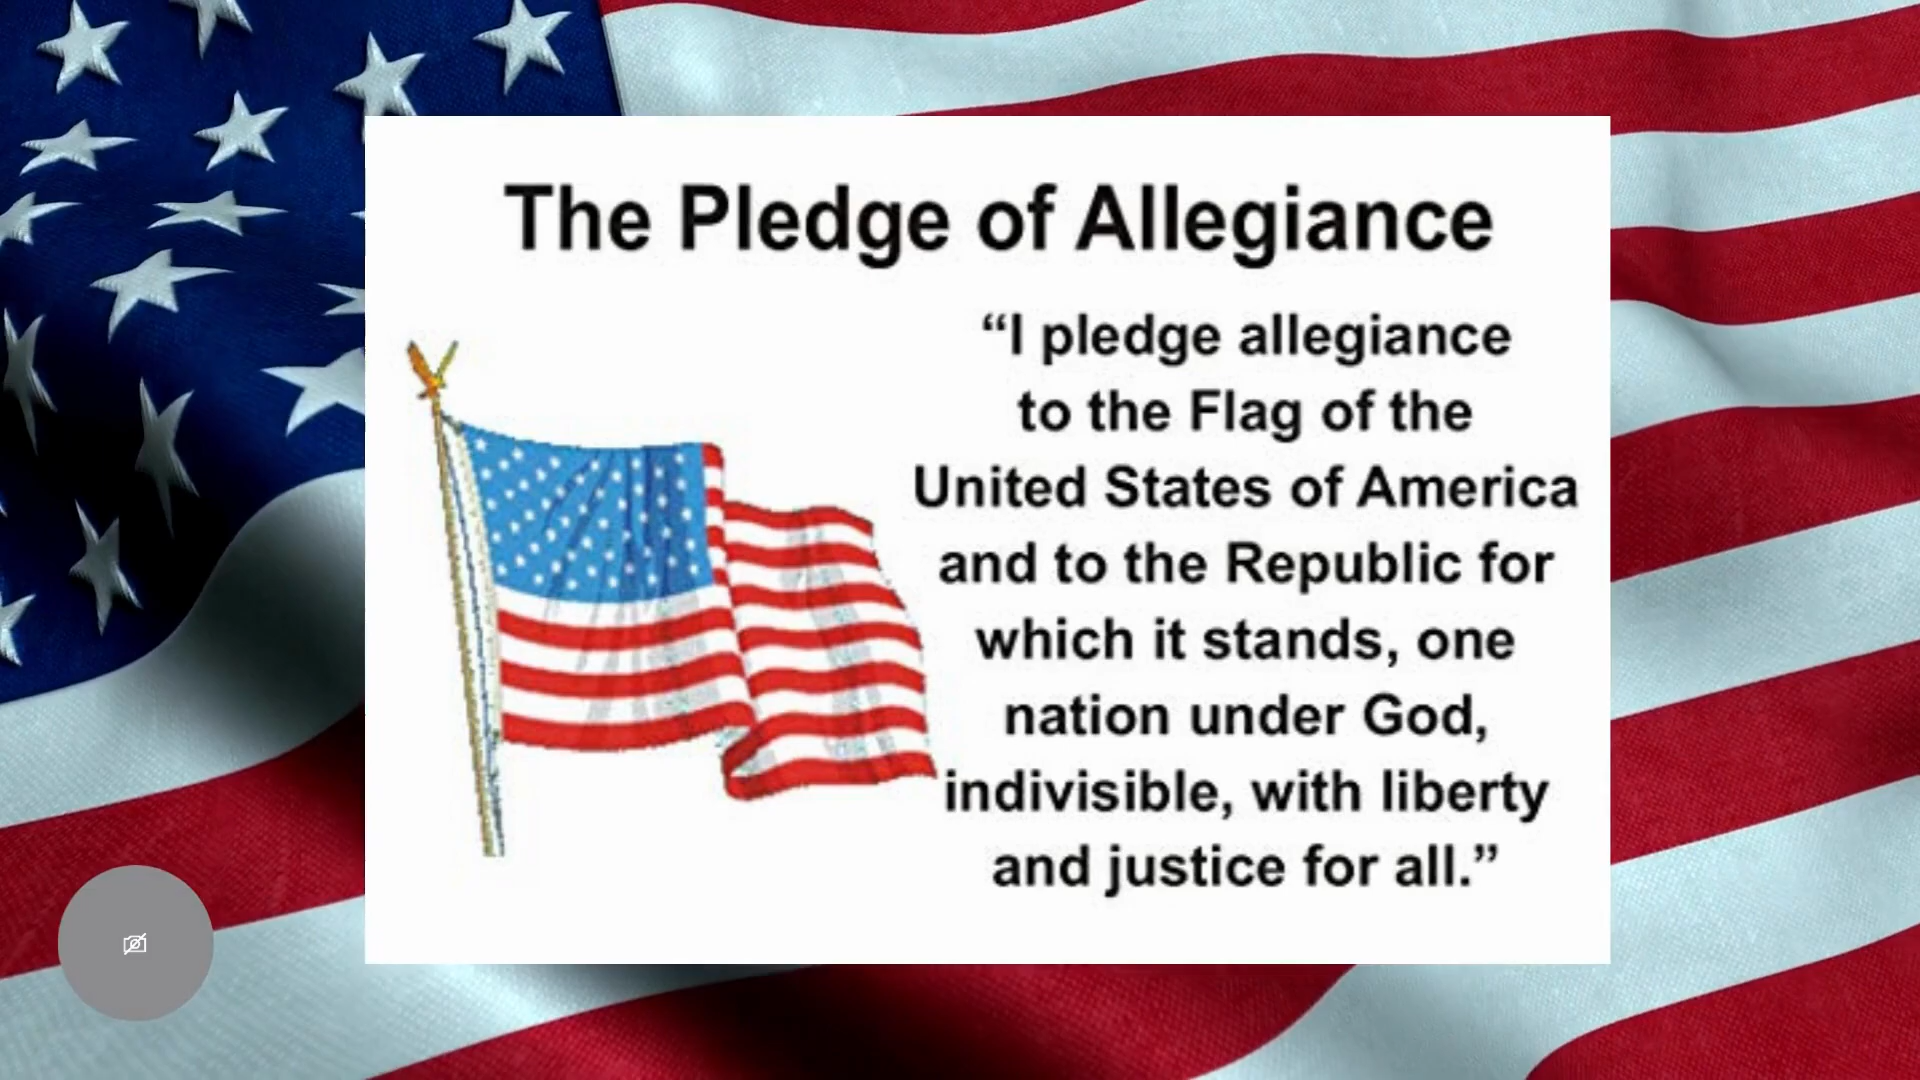 The Pledge of Allegiance
“I pledge allegiance
to the Flag of the
United States of America
and to the Republic for
which it stands, one
nation under God,
indivisible, with liberty
and justice for all.”